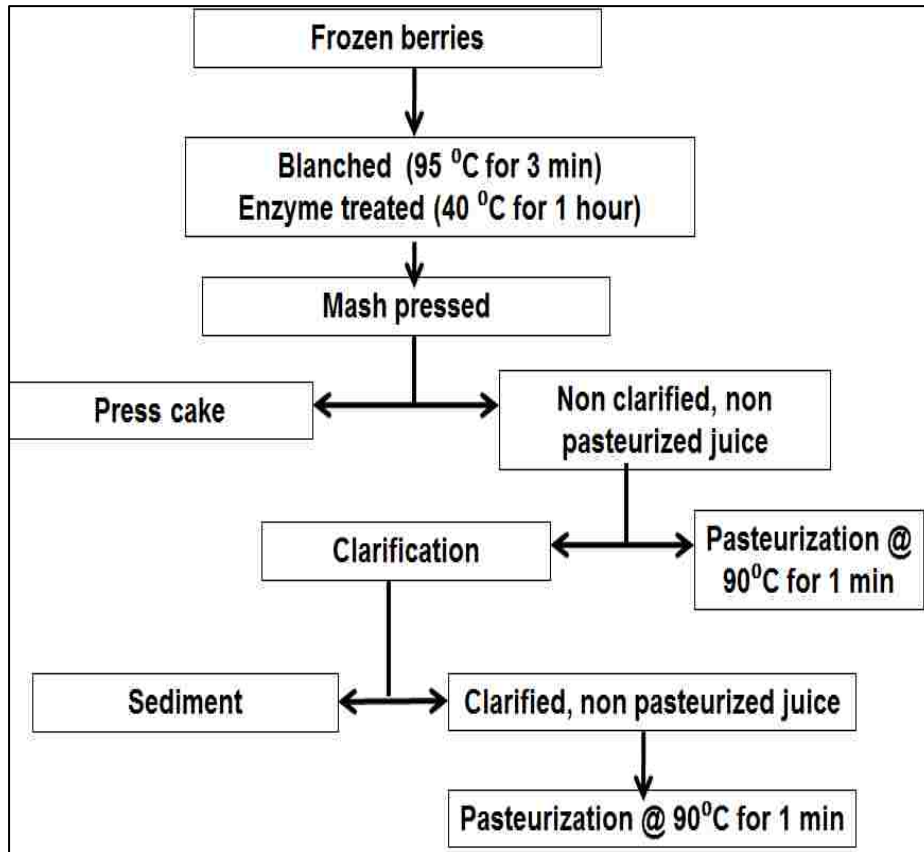 Frozen berries
Blanched (95 ⁰C for 3 min)
Enzyme treated (40 ⁰C for 1 hour)
Mash pressed
Press cake
Non clarified, non
pasteurized juice
Clarification
Pasteurization @
90⁰C for 1 min
Sediment
Clarified, non pasteurized juice
Pasteurization @ 90⁰C for 1 min